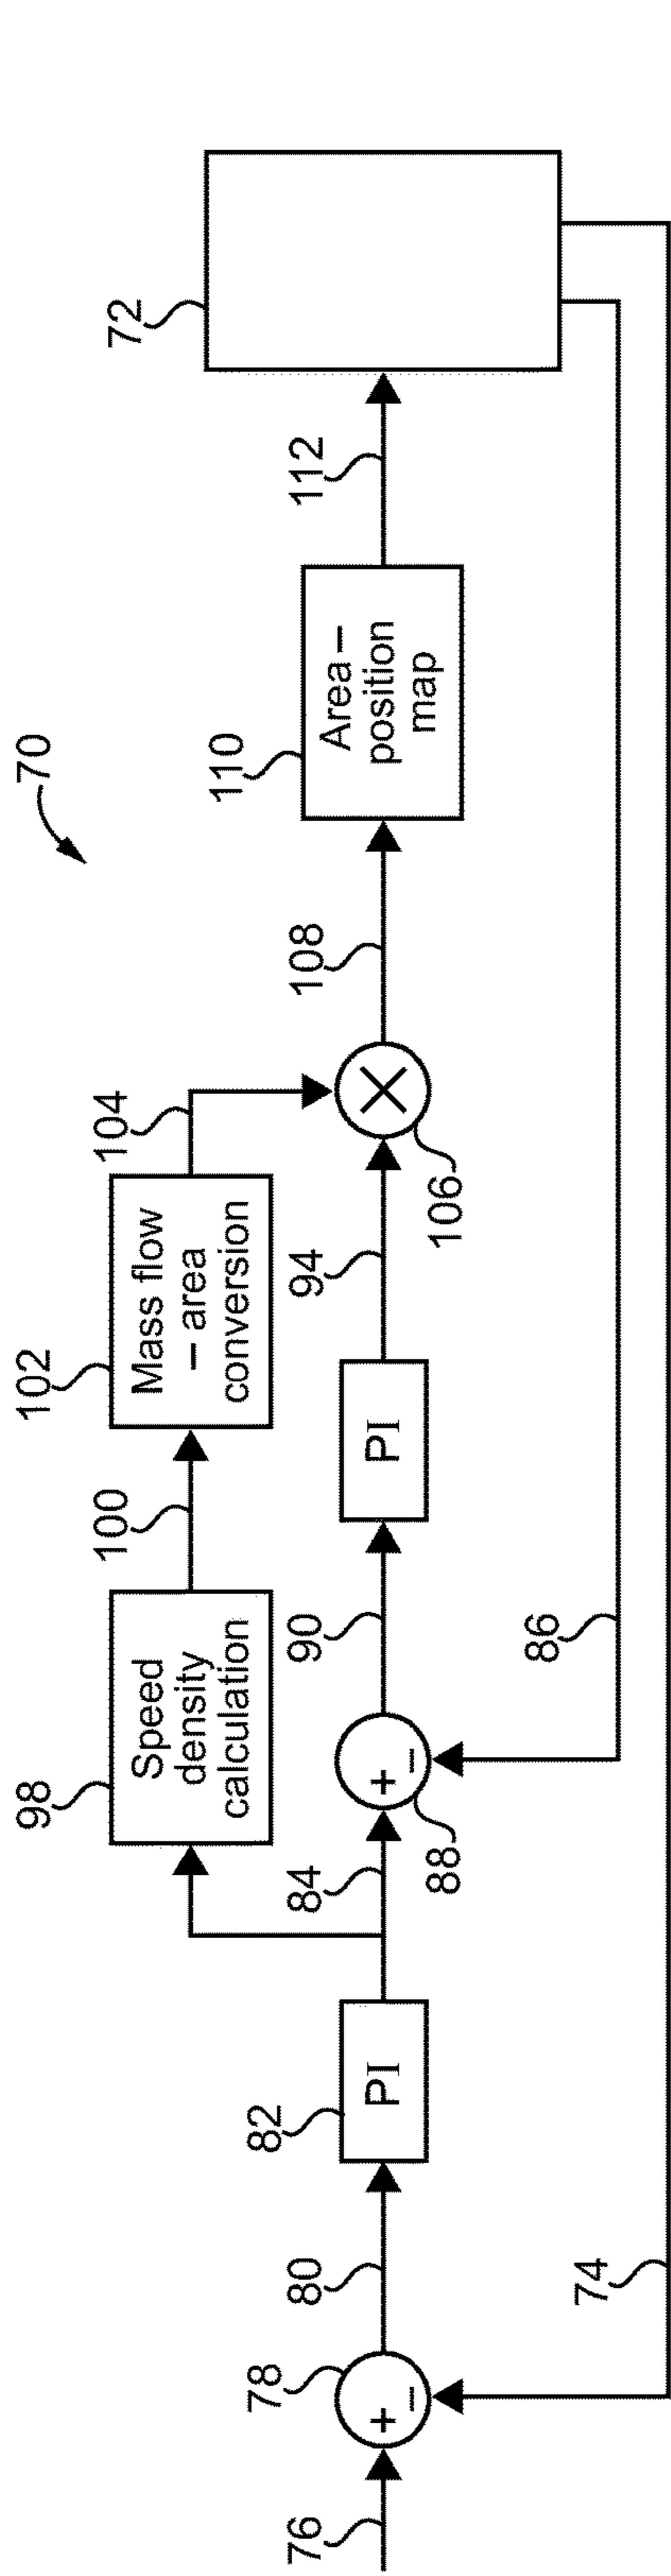 70
72
98
Speed
density
calculation
100
102
Mass flow
– area
conversion
104
76
78
+
–
80
82
PI
84
88
+
–
90
PI
94
106
×
108
110
Area –
position
map
112
86
74